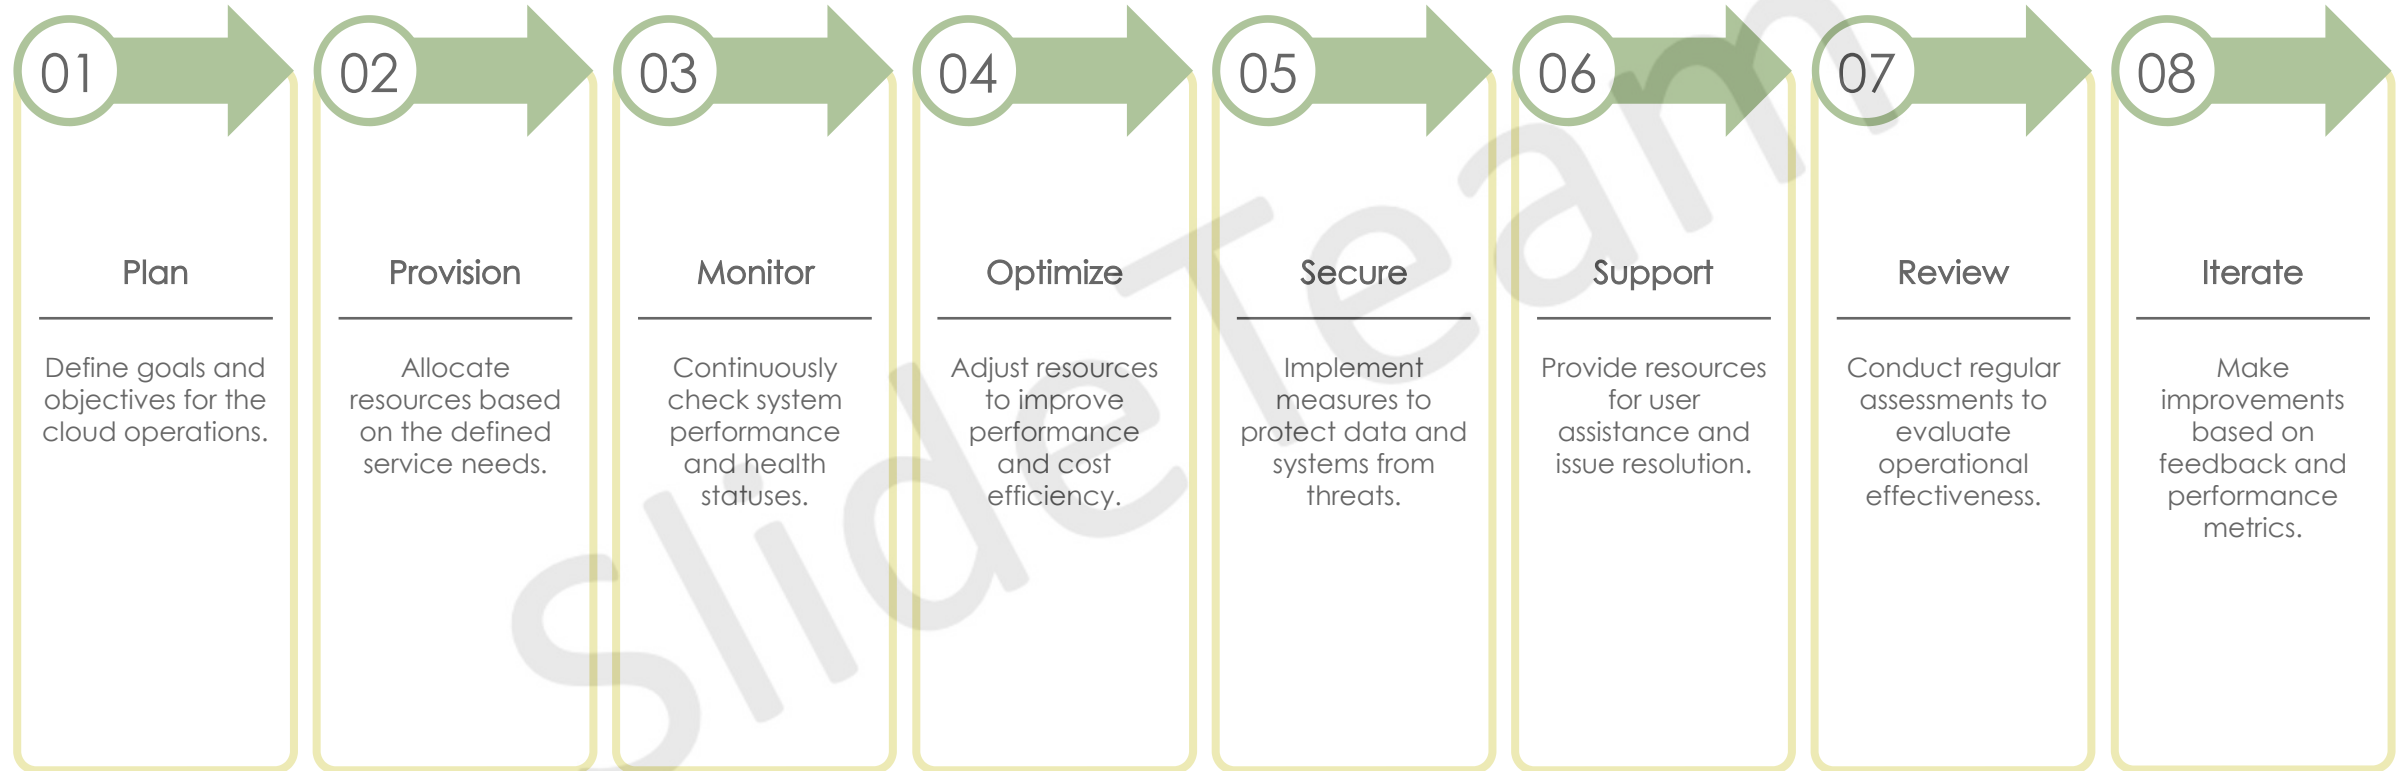 01
Plan
Define goals and
objectives for the
cloud operations.
02
Provision
Allocate
resources based
on the defined
service needs.
03
Monitor
Continuously
check system
performance
and health
statuses.
04
Optimize
Adjust resources
to improve
performance
and cost
efficiency.
05
Secure
Implement
measures to
protect data and
systems from
threats.
06
Support
Provide resources
for user
assistance and
issue resolution.
07
Review
Conduct regular
assessments to
evaluate
operational
effectiveness.
08
Iterate
Make
improvements
based on
feedback and
performance
metrics.
SlideTeam